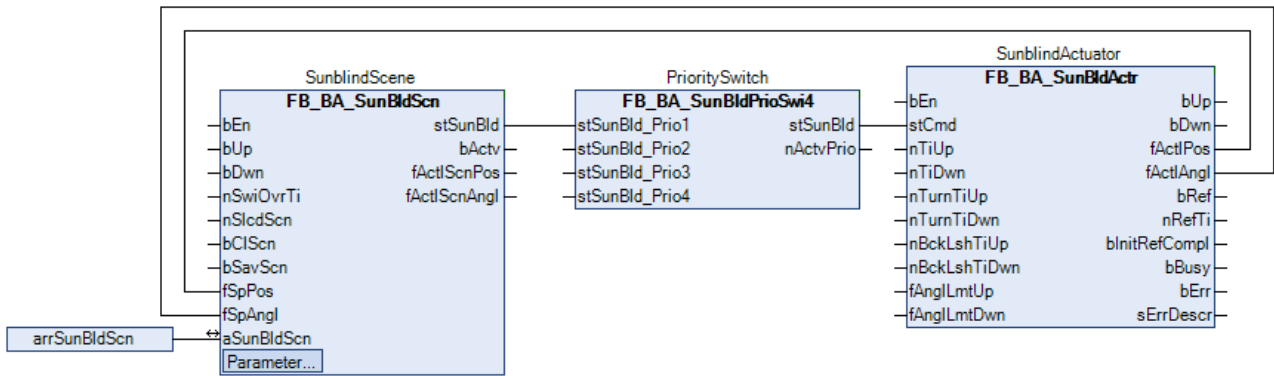 SunblindScene
FB_BA_SunBldScn
bEn
bUp
bDwn
nSwiOvrTi
nSlcdScn
bClScn
bSavScn
fSpPos
fSpAngl
aSunBldScn
Parameter...
stSunBld
bActv
fActlScnPos
fActlScnAngl
arrSunBldScn
PrioritySwitch
FB_BA_SunBldPrioSwi4
stSunBld_Prio1
stSunBld_Prio2
stSunBld_Prio3
stSunBld_Prio4
stSunBld
nActvPrio
SunblindActuator
FB_BA_SunBldActr
bEn
stCmd
nTiUp
nTiDwn
nTurnTiUp
nTurnTiDwn
nBckLshTiUp
nBckLshTiDwn
fAnglLmtUp
fAnglLmtDwn
bUp
bDwn
fActlPos
fActlAngl
bRef
nRefTi
bInitRefCompl
bBusy
bErr
sErrDescr